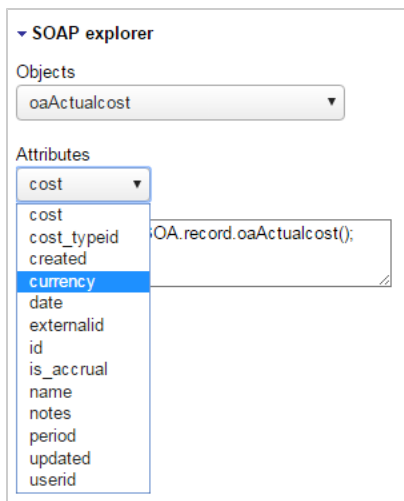 SOAP explorer
Objects
oaActualcost
Attributes
cost
cost
cost_typeid
OA.record.oaActualcost();
created
currency
date
externalid
id
is_accrual
name
notes
period
updated
userid